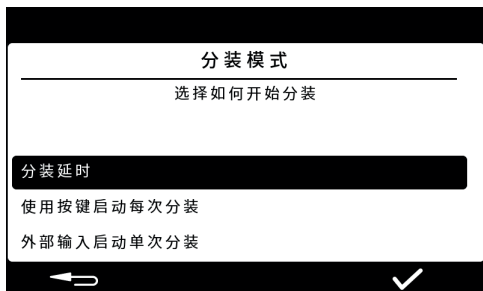 分装模式
选择如何开始分装
分装延时
使用按键启动每次分装
外部输入启动单次分装